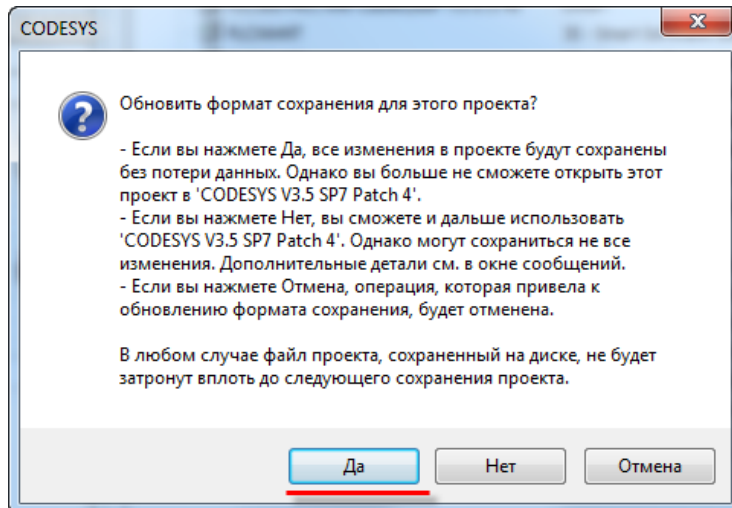 CODESYS
Обновить формат сохранения для этого проекта?
- Если вы нажмете Да, все изменения в проекте будут сохранены
без потери данных. Однако вы больше не сможете открыть этот
проект в 'CODESYS V3.5 SP7 Patch 4'.
- Если вы нажмете Нет, вы сможете и дальше использовать
'CODESYS V3.5 SP7 Patch 4'. Однако могут сохраниться не все
изменения. Дополнительные детали см. в окне сообщений.
- Если вы нажмете Отмена, операция, которая привела к
обновлению формата сохранения, будет отменена.
В любом случае файл проекта, сохраненный на диске, не будет
затронут вплоть до следующего сохранения проекта.
Да Нет Отмена